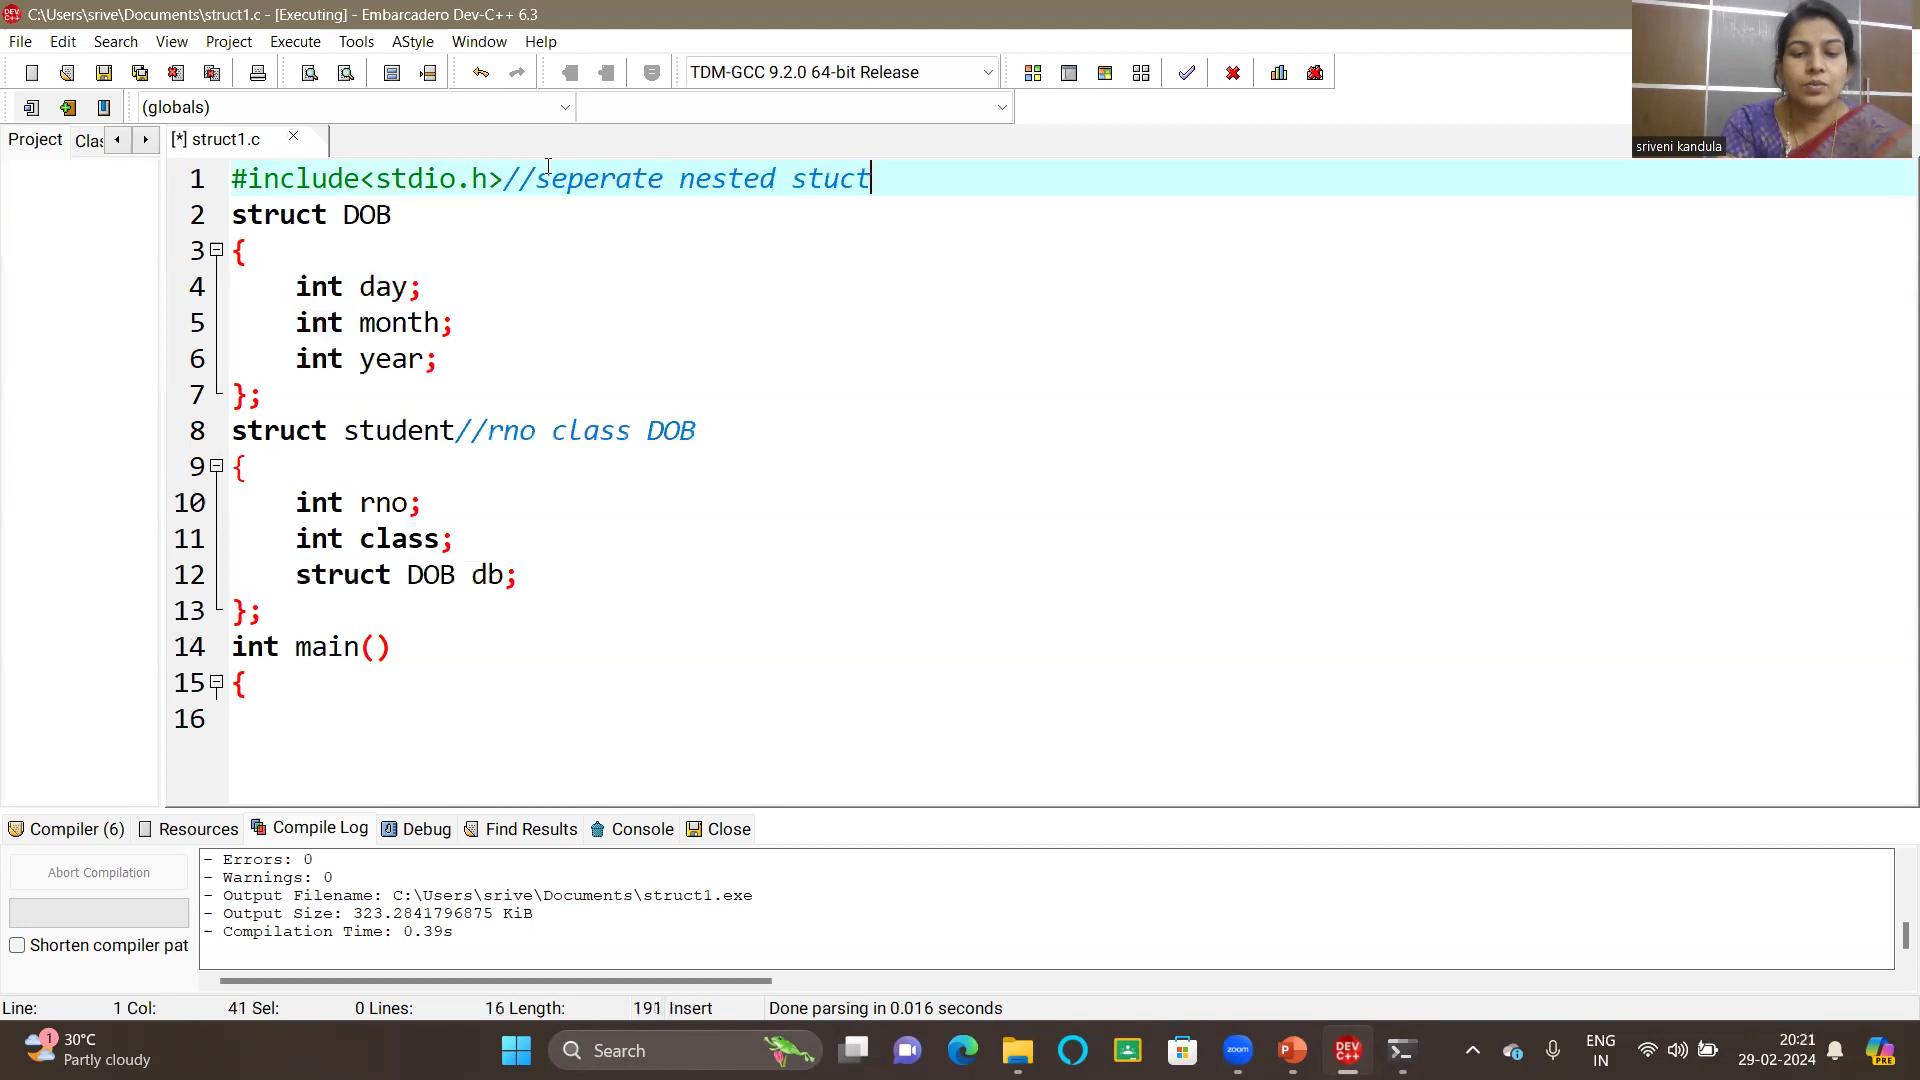 C:\Users\srive\Documents\struct1.c - [Executing] - Embarcadero Dev-C++ 6.3
File Edit Search View Project Execute Tools AStyle Window Help
TDM-GCC 9.2.0 64-bit Release
(globals)
Project Clas [*] struct1.c
sriveni kandula
1 #include<stdio.h>//seperate nested stuct
2 struct DOB
3 {
4 int day;
5 int month;
6 int year;
7 };
8 struct student//rno class DOB
9 {
10 int rno;
11 int class;
12 struct DOB db;
13 };
14 int main()
15 {
16
Compiler (6) Resources Compile Log Debug Find Results Console Close
Abort Compilation
Shorten compiler pat
- Errors: 0
- Warnings: 0
- Output Filename: C:\Users\srive\Documents\struct1.exe
- Output Size: 323.2841796875 KiB
- Compilation Time: 0.39s
Line: 1 Col: 41 Sel: 0 Lines: 16 Length: 191 Insert Done parsing in 0.016 seconds
1 30°C
Partly cloudy
Search
zoom
DEV C++
ENG
IN
20:21
29-02-2024
PRE